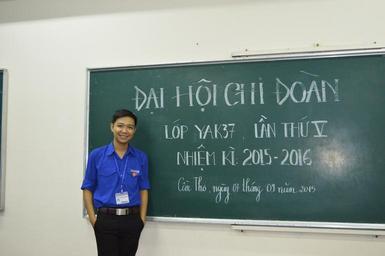 ĐẠI HỘI CHI ĐOÀN
LỚP YAK37, LẦN THỨ V
NHIỆM KÌ. 2015-2016
Cần Thơ, ngày 07 tháng 09 năm 2015